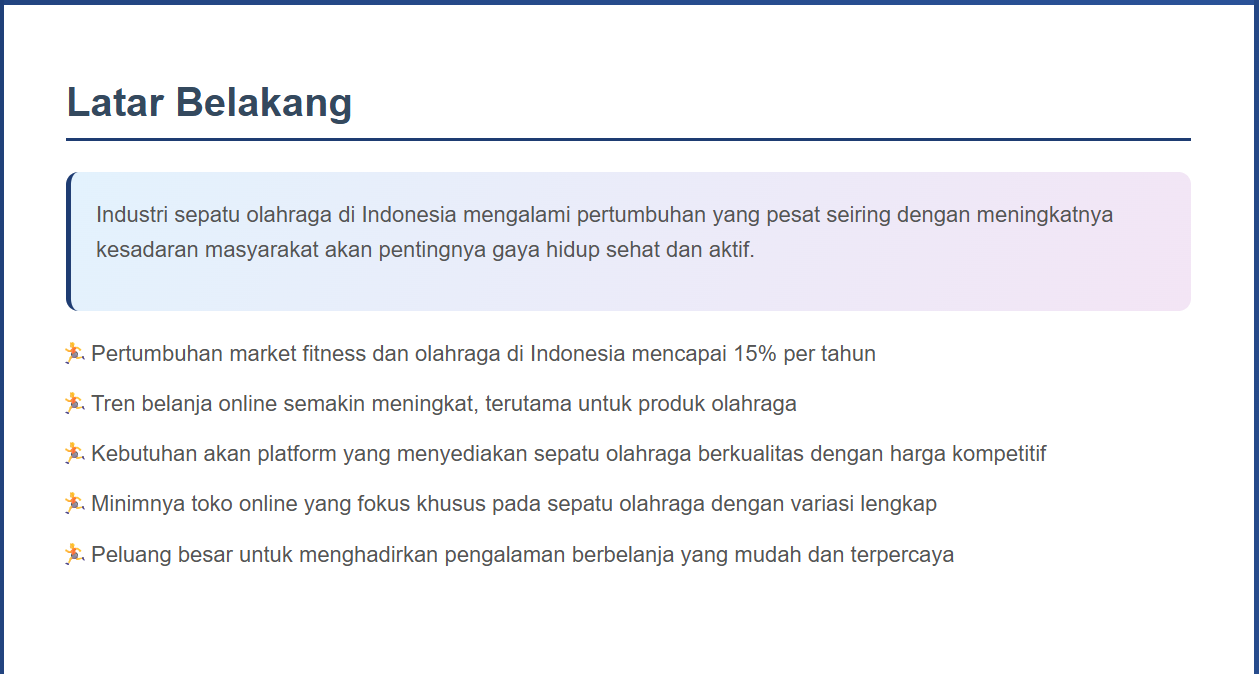 Latar Belakang
Industri sepatu olahraga di Indonesia mengalami pertumbuhan yang pesat seiring dengan meningkatnya
kesadaran masyarakat akan pentingnya gaya hidup sehat dan aktif.
🏃 Pertumbuhan market fitness dan olahraga di Indonesia mencapai 15% per tahun
🏃 Tren belanja online semakin meningkat, terutama untuk produk olahraga
🏃 Kebutuhan akan platform yang menyediakan sepatu olahraga berkualitas dengan harga kompetitif
🏃 Minimnya toko online yang fokus khusus pada sepatu olahraga dengan variasi lengkap
🏃 Peluang besar untuk menghadirkan pengalaman berbelanja yang mudah dan terpercaya